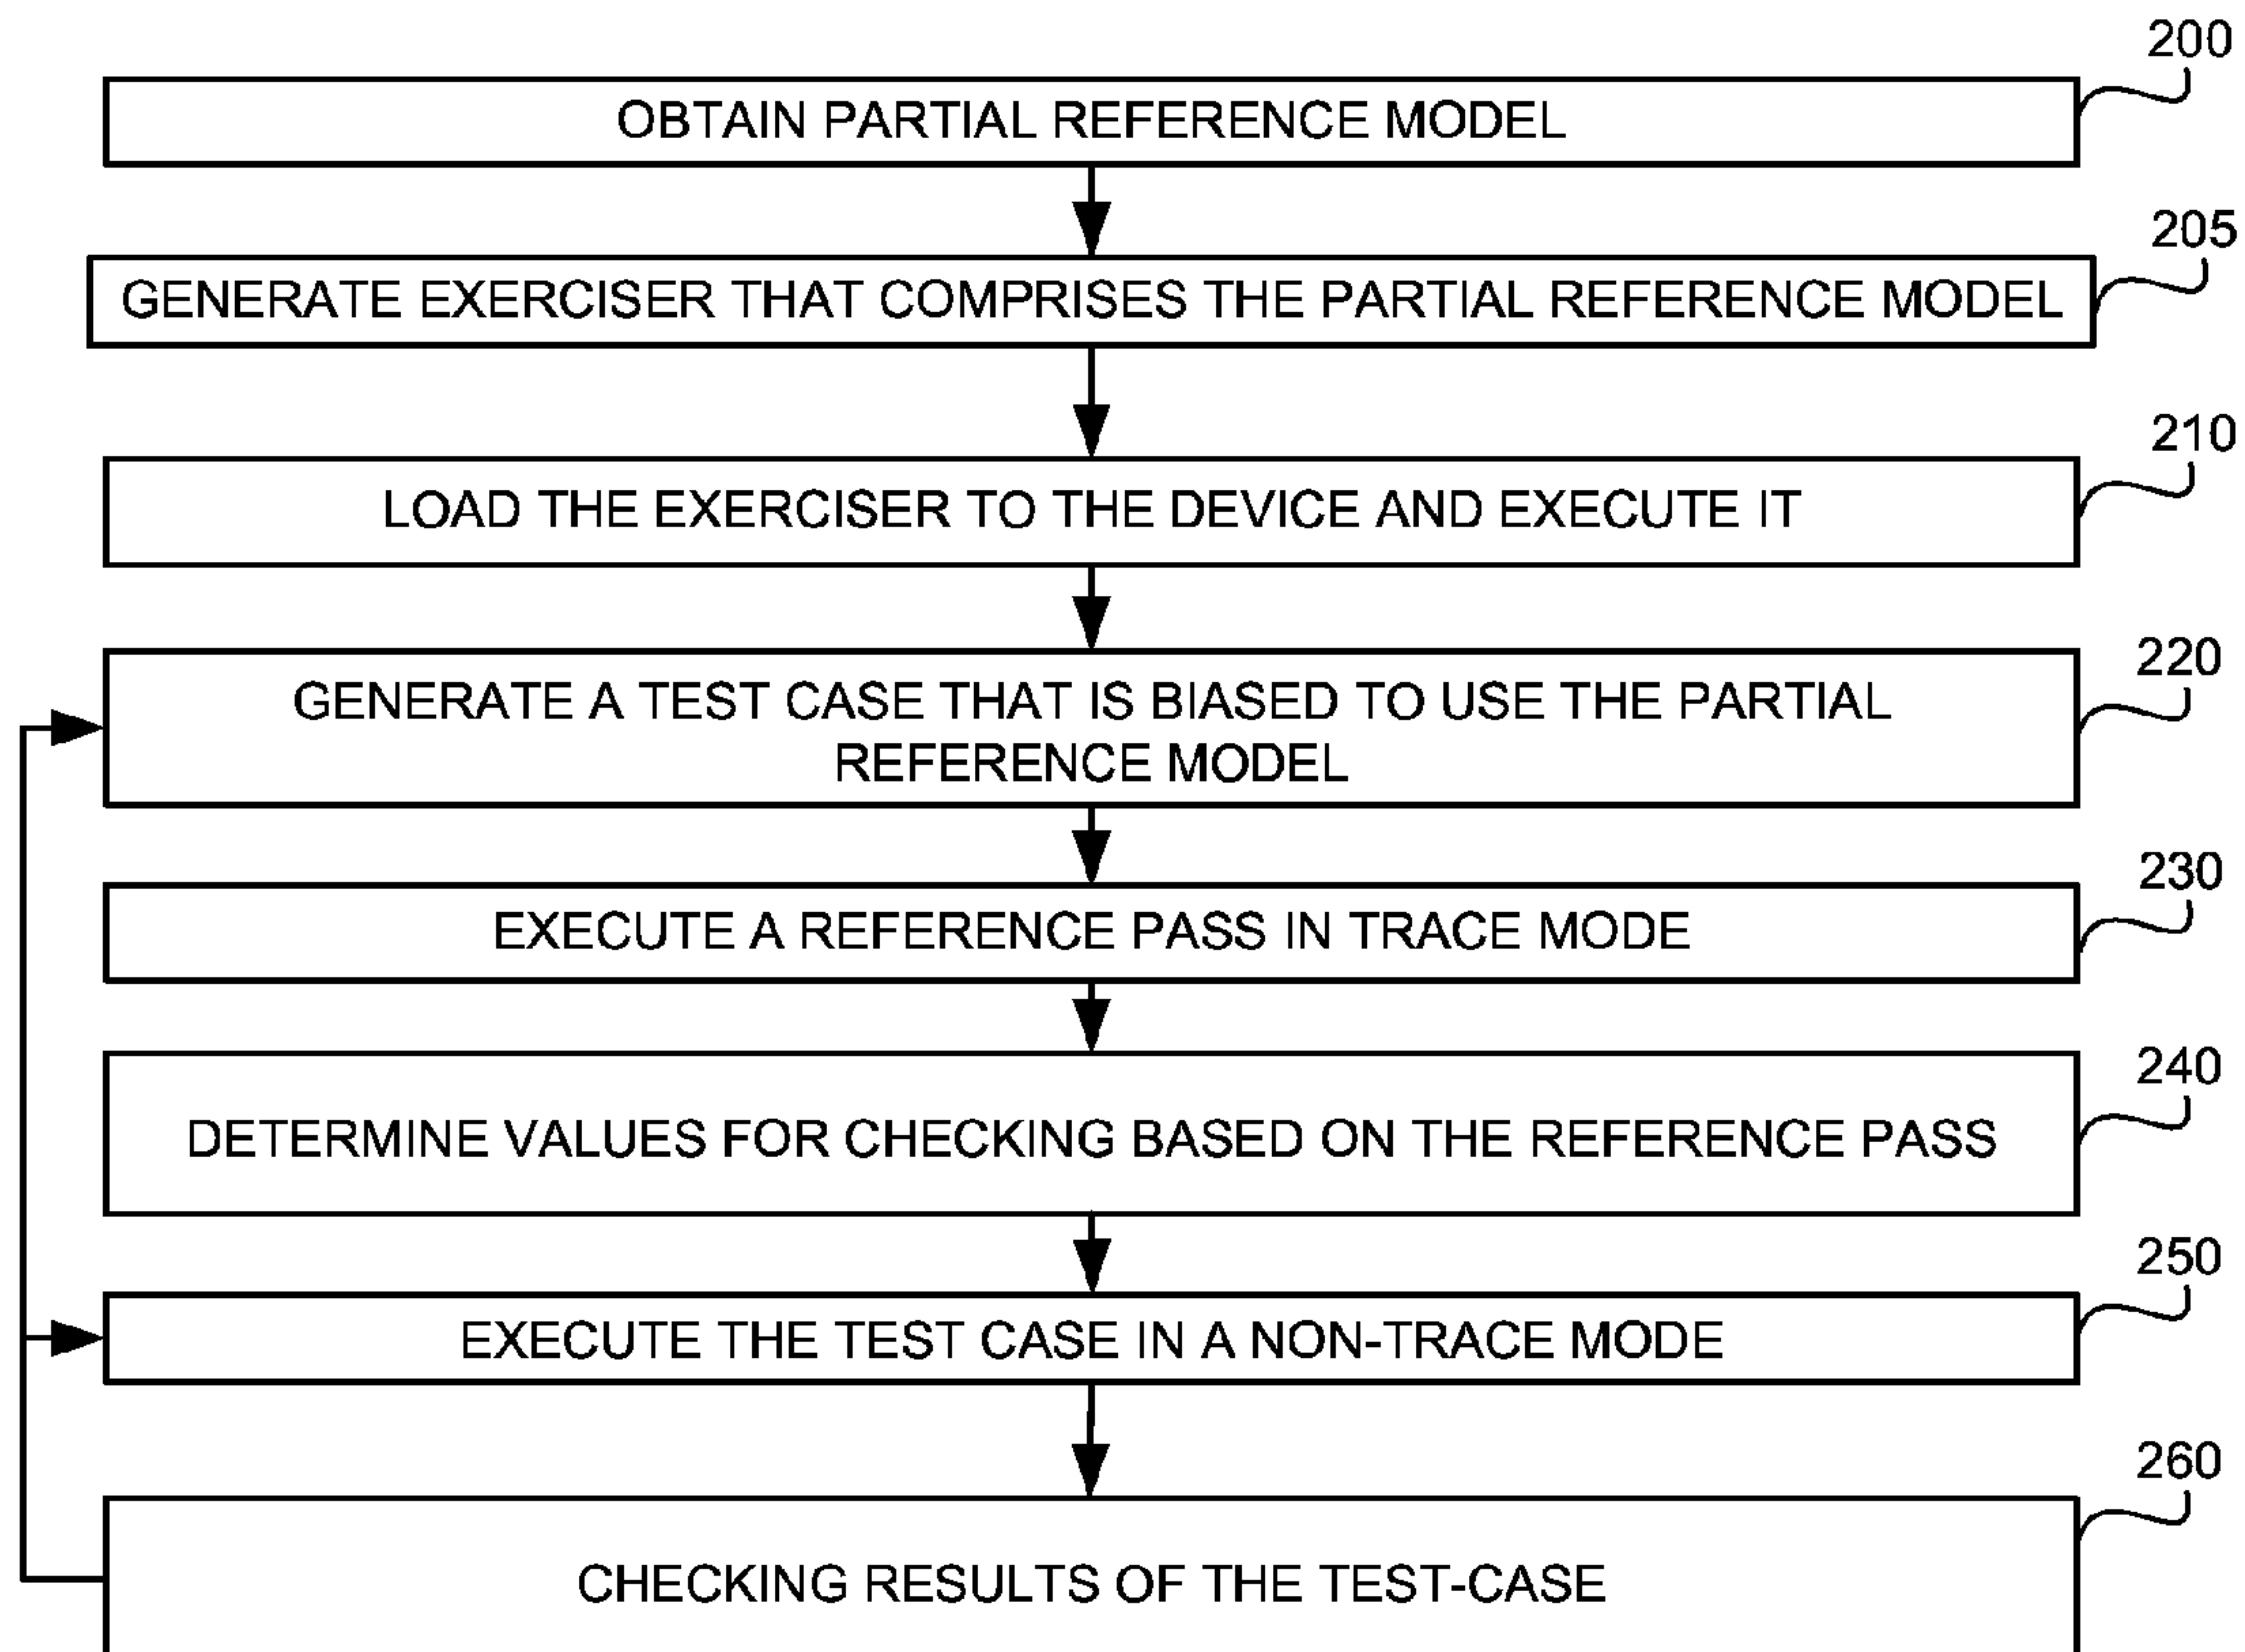 200
OBTAIN PARTIAL REFERENCE MODEL
205
GENERATE EXERCISER THAT COMPRISES THE PARTIAL REFERENCE MODEL
210
LOAD THE EXERCISER TO THE DEVICE AND EXECUTE IT
220
GENERATE A TEST CASE THAT IS BIASED TO USE THE PARTIAL
REFERENCE MODEL
230
EXECUTE A REFERENCE PASS IN TRACE MODE
240
DETERMINE VALUES FOR CHECKING BASED ON THE REFERENCE PASS
250
EXECUTE THE TEST CASE IN A NON-TRACE MODE
260
CHECKING RESULTS OF THE TEST-CASE